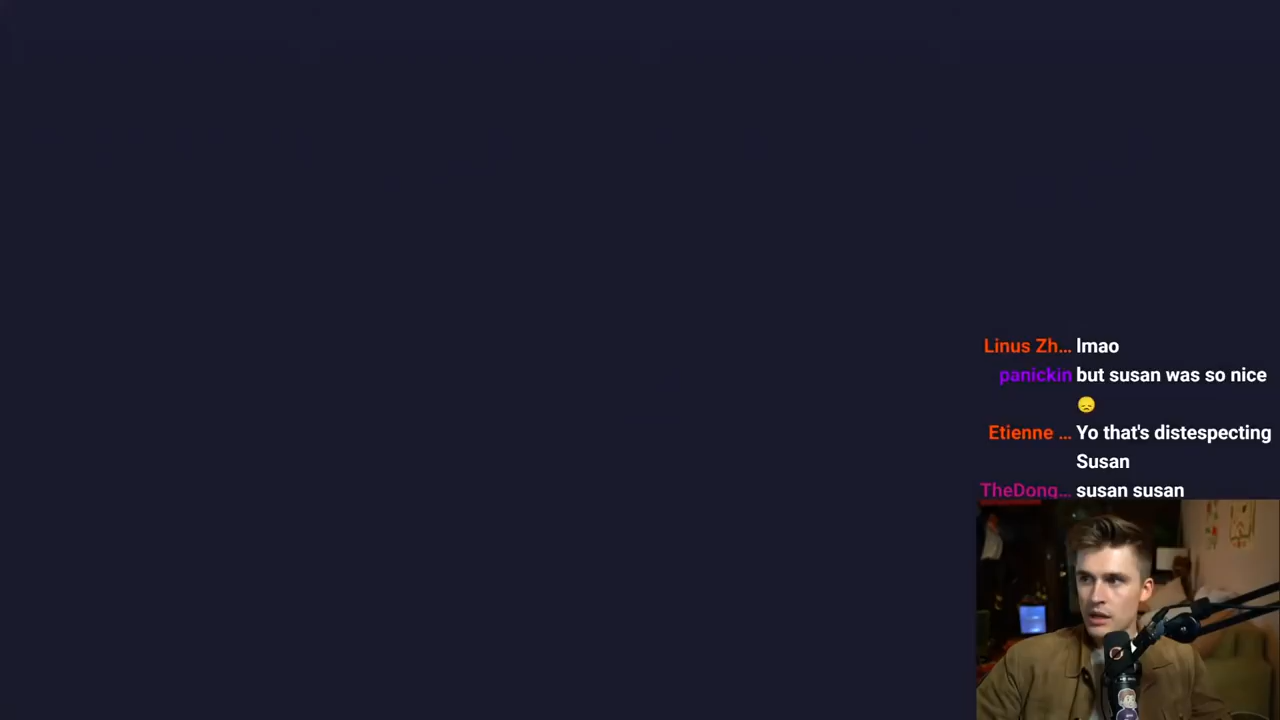 Linus Zh… lmao
panickin but susan was so nice
😞
Etienne … Yo that's distespecting
Susan
TheDong… susan susan